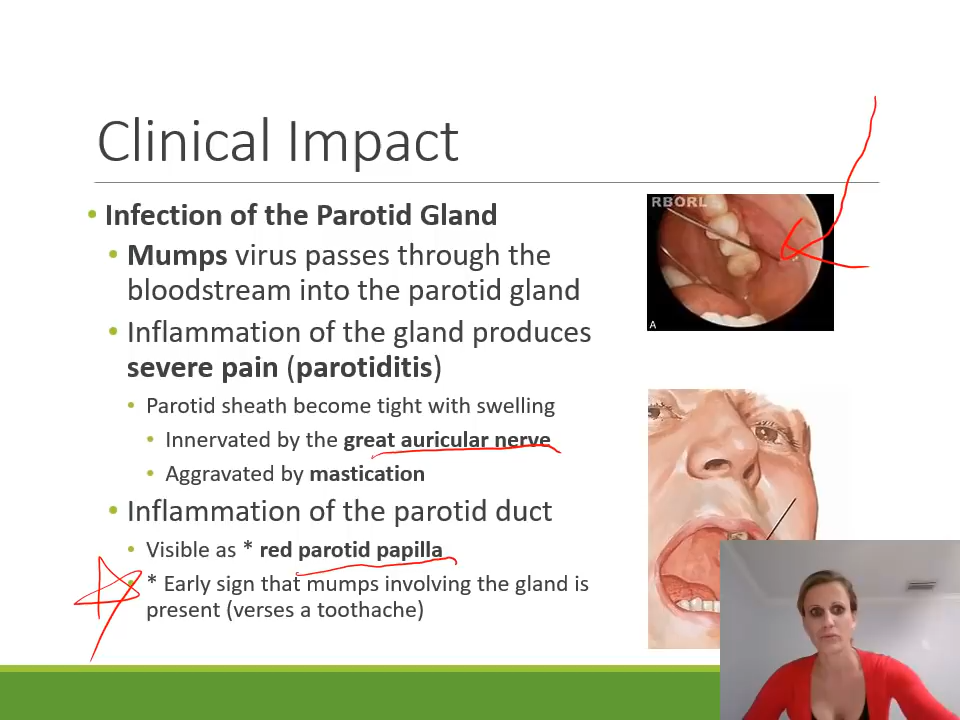 Clinical Impact
• Infection of the Parotid Gland
• Mumps virus passes through the
bloodstream into the parotid gland
• Inflammation of the gland produces
severe pain (parotiditis)
• Parotid sheath become tight with swelling
• Innervated by the great auricular nerve
• Aggravated by mastication
• Inflammation of the parotid duct
• Visible as * red parotid papilla
• * Early sign that mumps involving the gland is
present (verses a toothache)
RBORL
A